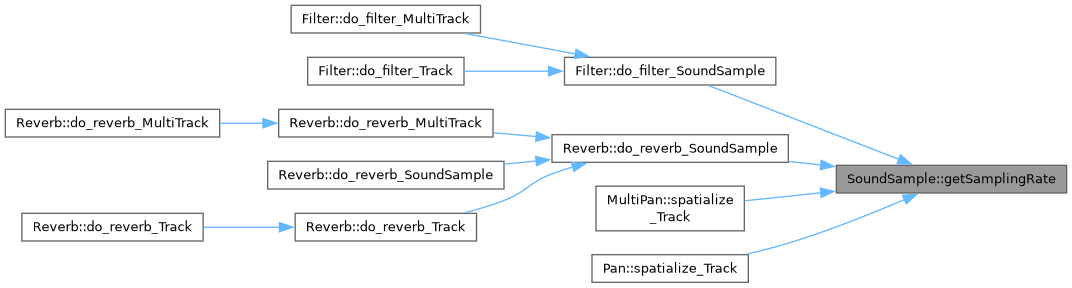 Filter::do_filter_MultiTrack
Filter::do_filter_Track
Filter::do_filter_SoundSample
Reverb::do_reverb_MultiTrack
Reverb::do_reverb_MultiTrack
Reverb::do_reverb_SoundSample
Reverb::do_reverb_SoundSample
SoundSample::getSamplingRate
MultiPan::spatialize
_Track
Reverb::do_reverb_Track
Reverb::do_reverb_Track
Pan::spatialize_Track